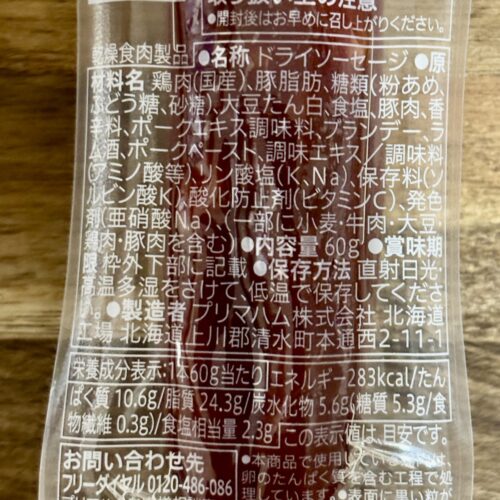 取り扱い上の注意
●開封後はお早めに召し上がりください。
乾燥食肉製品 ●名称 ドライソーセージ ●原
材料名 鶏肉(国産)、豚脂肪、糖類(粉あめ、
ぶどう糖、砂糖)、大豆たん白、食塩、豚肉、香
辛料、ポークエキス調味料、ブランデー、ラ
ム酒、ポークペースト、調味エキス/調味料
(アミノ酸等)、リン酸塩(K、Na)、保存料(ソ
ルビン酸K)、酸化防止剤(ビタミンC)、発色
剤(亜硝酸Na)、(一部に小麦・牛肉・大豆・
鶏肉・豚肉を含む) ●内容量 60g ●賞味期
限 枠外下部に記載 ●保存方法 直射日光・
高温多湿をさけて、低温で保存してくださ
い。 ●製造者 プリマハム株式会社 北海道
工場 北海道上川郡清水町本通西2-11-1
栄養成分表示:1本60g当たり エネルギー283kcal/たん
ぱく質 10.6g/脂質 24.3g/炭水化物 5.6g(糖質 5.3g/食
物繊維 0.3g)/食塩相当量 2.3g この表示値は、目安です。
お問い合わせ先
フリーダイヤル 0120-486-086
●本商品で使用している
卵のたんぱく質を含む工程で処